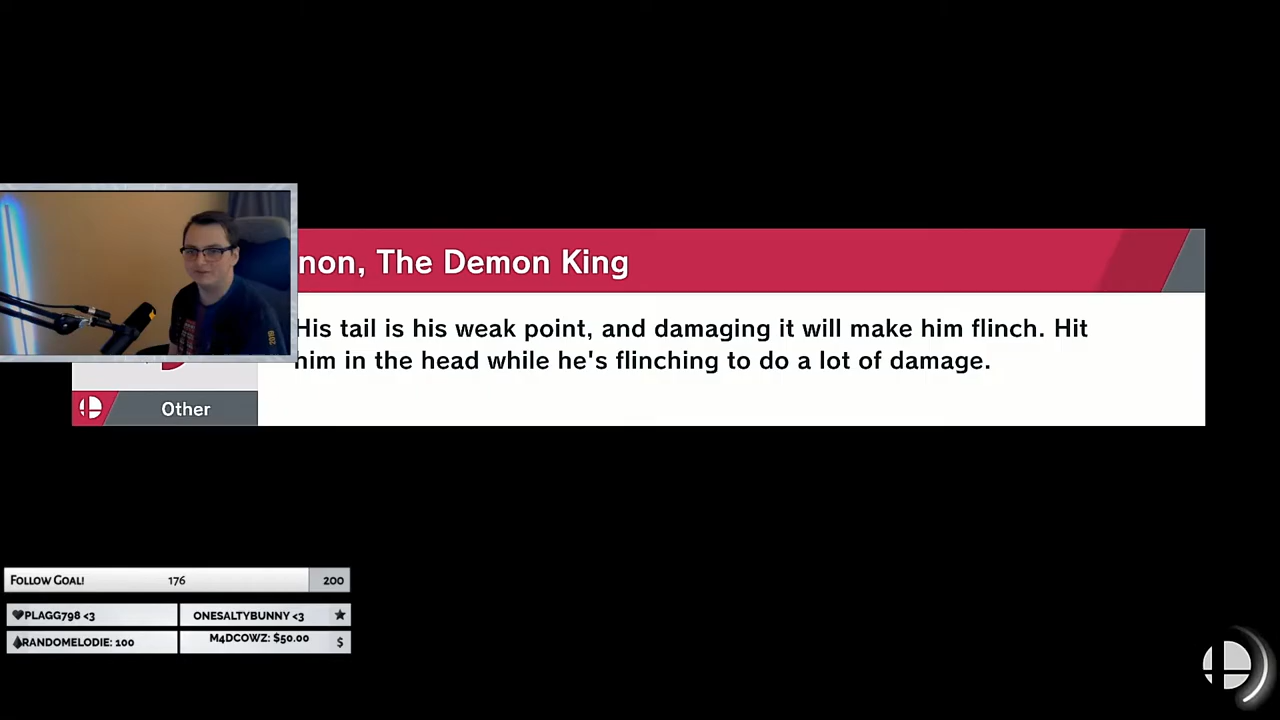 non, The Demon King
His tail is his weak point, and damaging it will make him flinch. Hit
him in the head while he's flinching to do a lot of damage.
Other
FOLLOW GOAL! 176 200
PLAGG798 <3 ONESALTYBUNNY <3
RANDOMELODIE: 100 M4DCOWZ: $50.00 $
2019